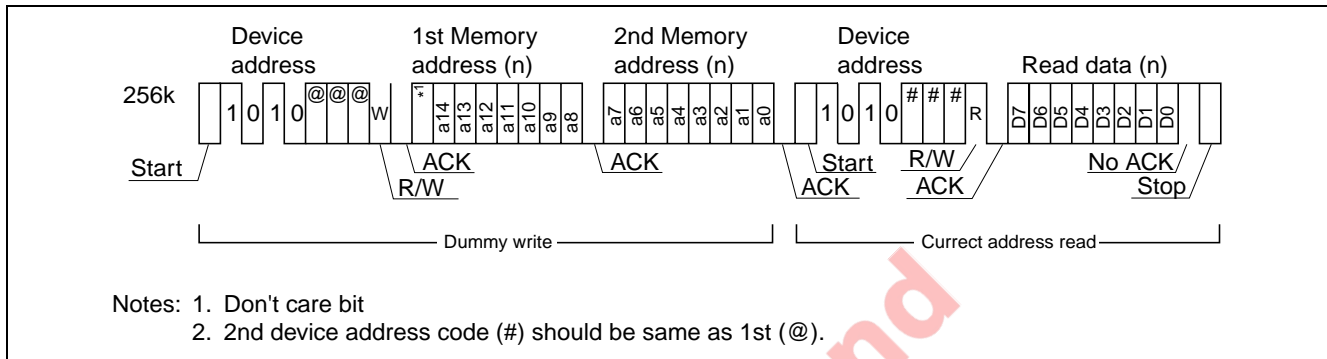 Device address
1st Memory address (n)
2nd Memory address (n)
Device address
Read data (n)
256k
1 0 1 0 @ @ @ W
*1 a14 a13 a12 a11 a10 a9 a8
a7 a6 a5 a4 a3 a2 a1 a0
1 0 1 0 # # # R
D7 D6 D5 D4 D3 D2 D1 D0
Start
R/W
ACK
ACK
ACK
Start
R/W
ACK
No ACK
Stop
Dummy write
Currect address read
Notes: 1. Don't care bit
2. 2nd device address code (#) should be same as 1st (@).
nd